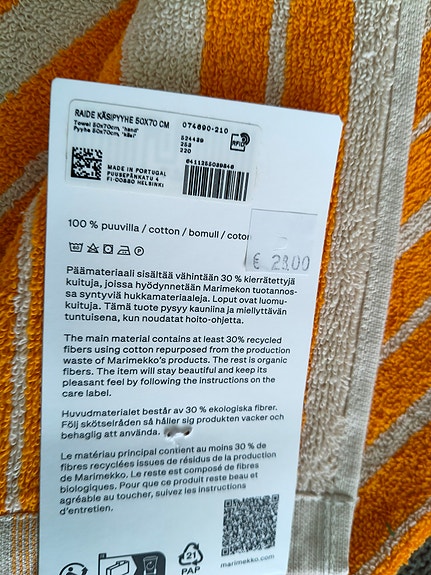 RAIDE KÄSIPYYHE 50X70 CM
Towel 50x70cm, "hand"
Pyyhe 50x70cm, "käsi"
074690-210
524439
253
220
RFID
MADE IN PORTUGAL
PUUSEPÄNKATU 4
FI-00880 HELSINKI
6411255089846
100 % puuvilla / cotton / bomull / coton
€ 28.00
60
P
Päämateriaali sisältää vähintään 30 % kierrätettyjä
kuituja, joissa hyödynnetään Marimekon tuotannos-
sa syntyviä hukkamateriaaleja. Loput ovat luomu-
kuituja. Tämä tuote pysyy kauniina ja miellyttävän
tuntuisena, kun noudatat hoito-ohjetta.
The main material contains at least 30% recycled
fibers using cotton repurposed from the production
waste of Marimekko's products. The rest is organic
fibers. The item will stay beautiful and keep its
pleasant feel by following the instructions on the
care label.
Huvudmaterialet består av 30 % ekologiska fibrer.
Följ skötselråden så håller sig produkten vacker och
behaglig att använda.
Le matériau principal contient au moins 30 % de
fibres recyclées issues de résidus de la production
de Marimekko. Le reste est composé de fibres
biologiques. Pour que ce produit reste beau et
agréable au toucher, suivez les instructions
d'entretien.
21
PAP
marimekko.com